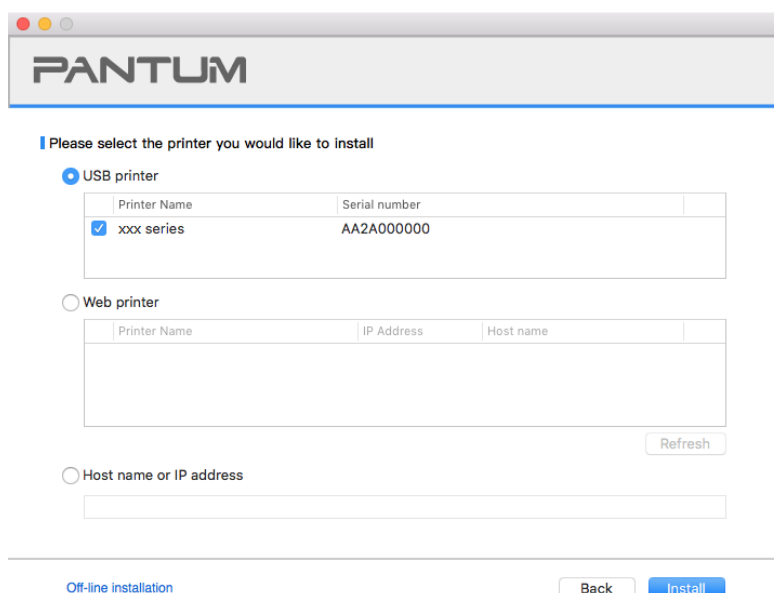 PANTUM
Please select the printer you would like to install
USB printer
Printer Name Serial number
xxx series AA2A000000
Web printer
Printer Name IP Address Host name
Refresh
Host name or IP address
Off-line installation Back Install